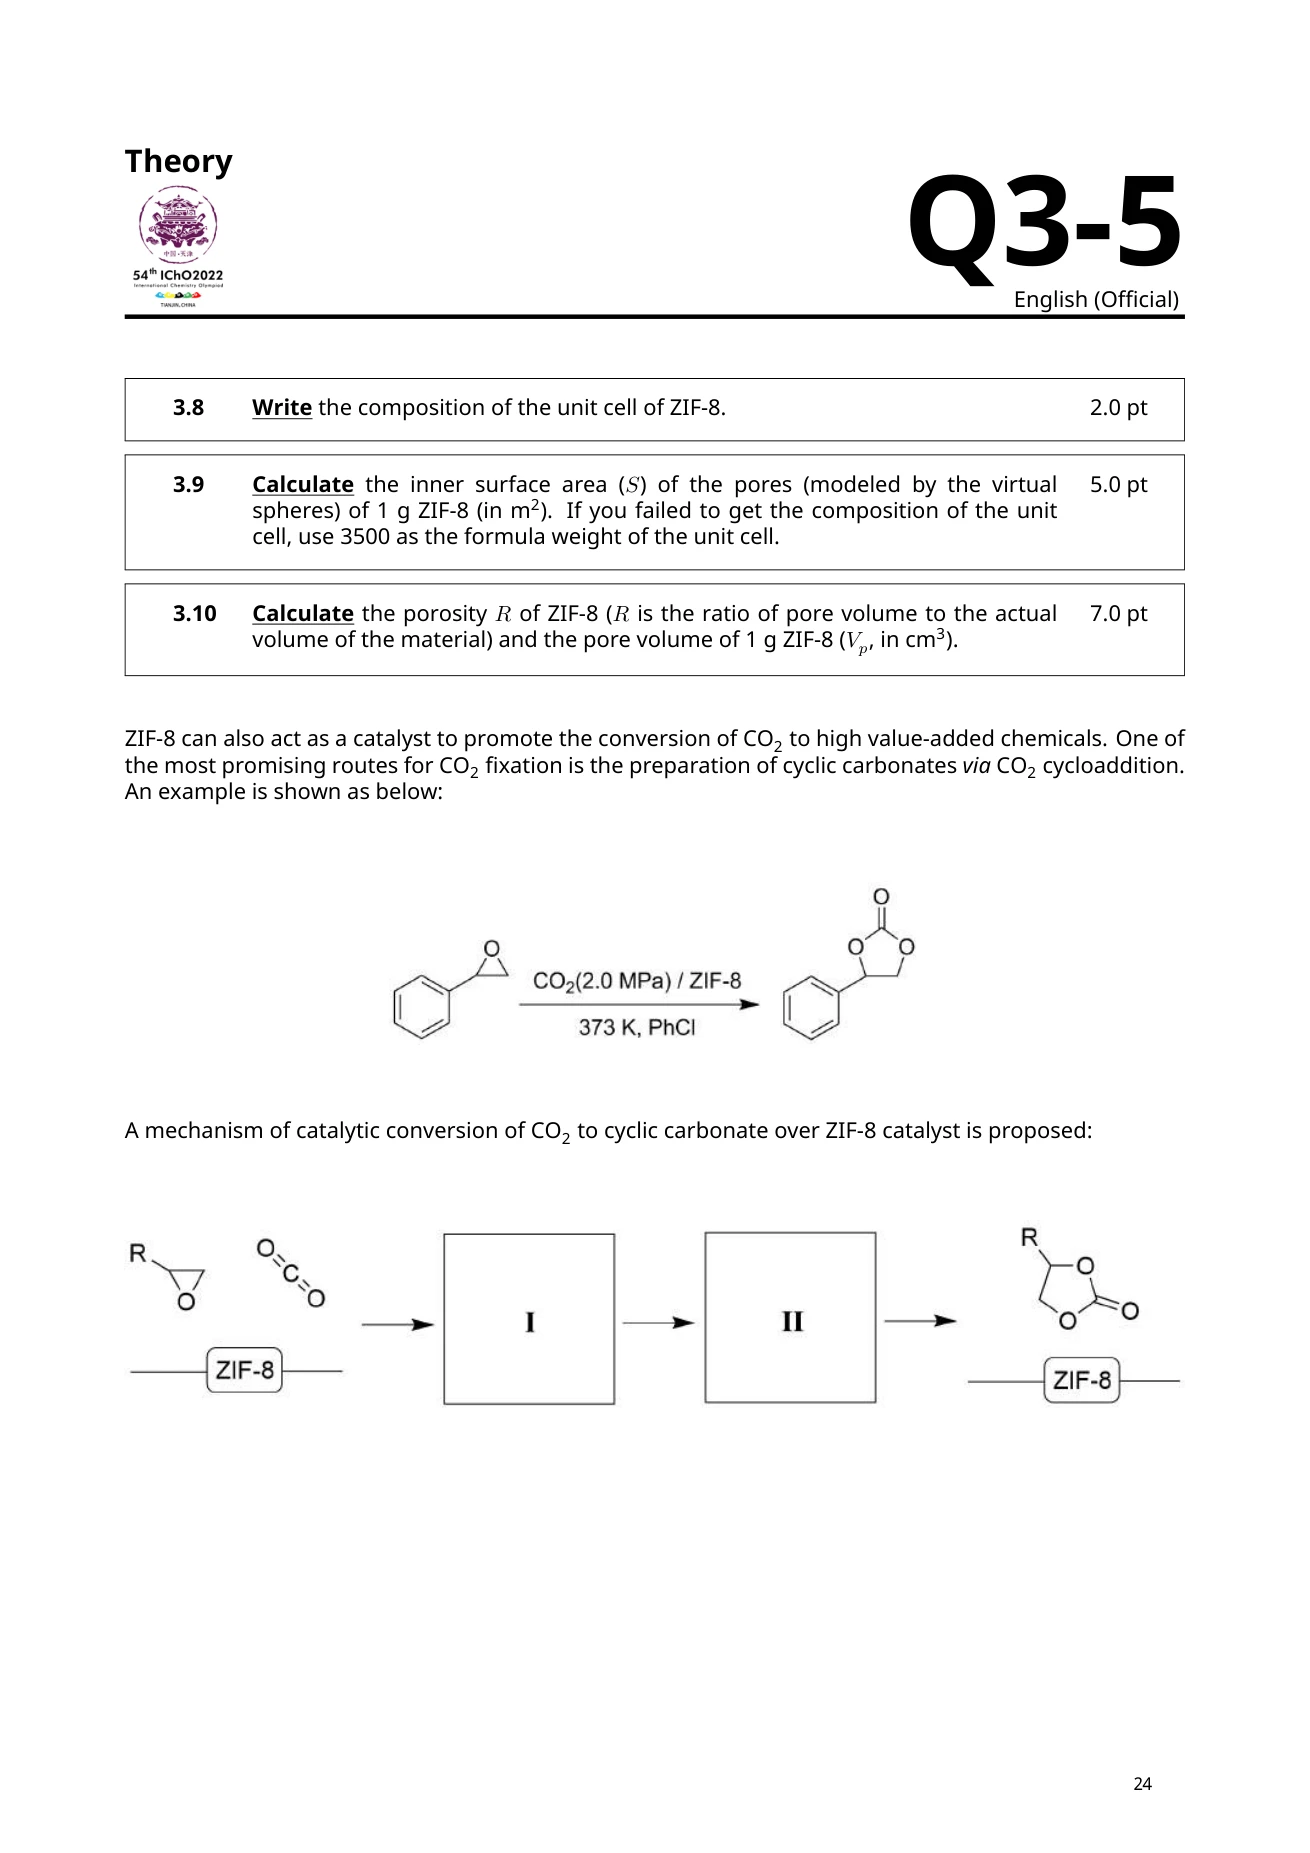 Theory
中国·天津
54th IChO2022
International Chemistry Olympiad
TIANJIN, CHINA
Q3-5
English (Official)
3.8 Write the composition of the unit cell of ZIF-8. 2.0 pt
3.9 Calculate the inner surface area (S) of the pores (modeled by the virtual 5.0 pt
spheres) of 1 g ZIF-8 (in m2). If you failed to get the composition of the unit
cell, use 3500 as the formula weight of the unit cell.
3.10 Calculate the porosity R of ZIF-8 (R is the ratio of pore volume to the actual 7.0 pt
volume of the material) and the pore volume of 1 g ZIF-8 (Vp, in cm3).
ZIF-8 can also act as a catalyst to promote the conversion of CO2 to high value-added chemicals. One of
the most promising routes for CO2 fixation is the preparation of cyclic carbonates via CO2 cycloaddition.
An example is shown as below:
O
CO2(2.0 MPa) / ZIF-8
373 K, PhCl
O
O O
A mechanism of catalytic conversion of CO2 to cyclic carbonate over ZIF-8 catalyst is proposed:
R
O
O
C
O
ZIF-8
I
II
R
O
O
O
ZIF-8
24